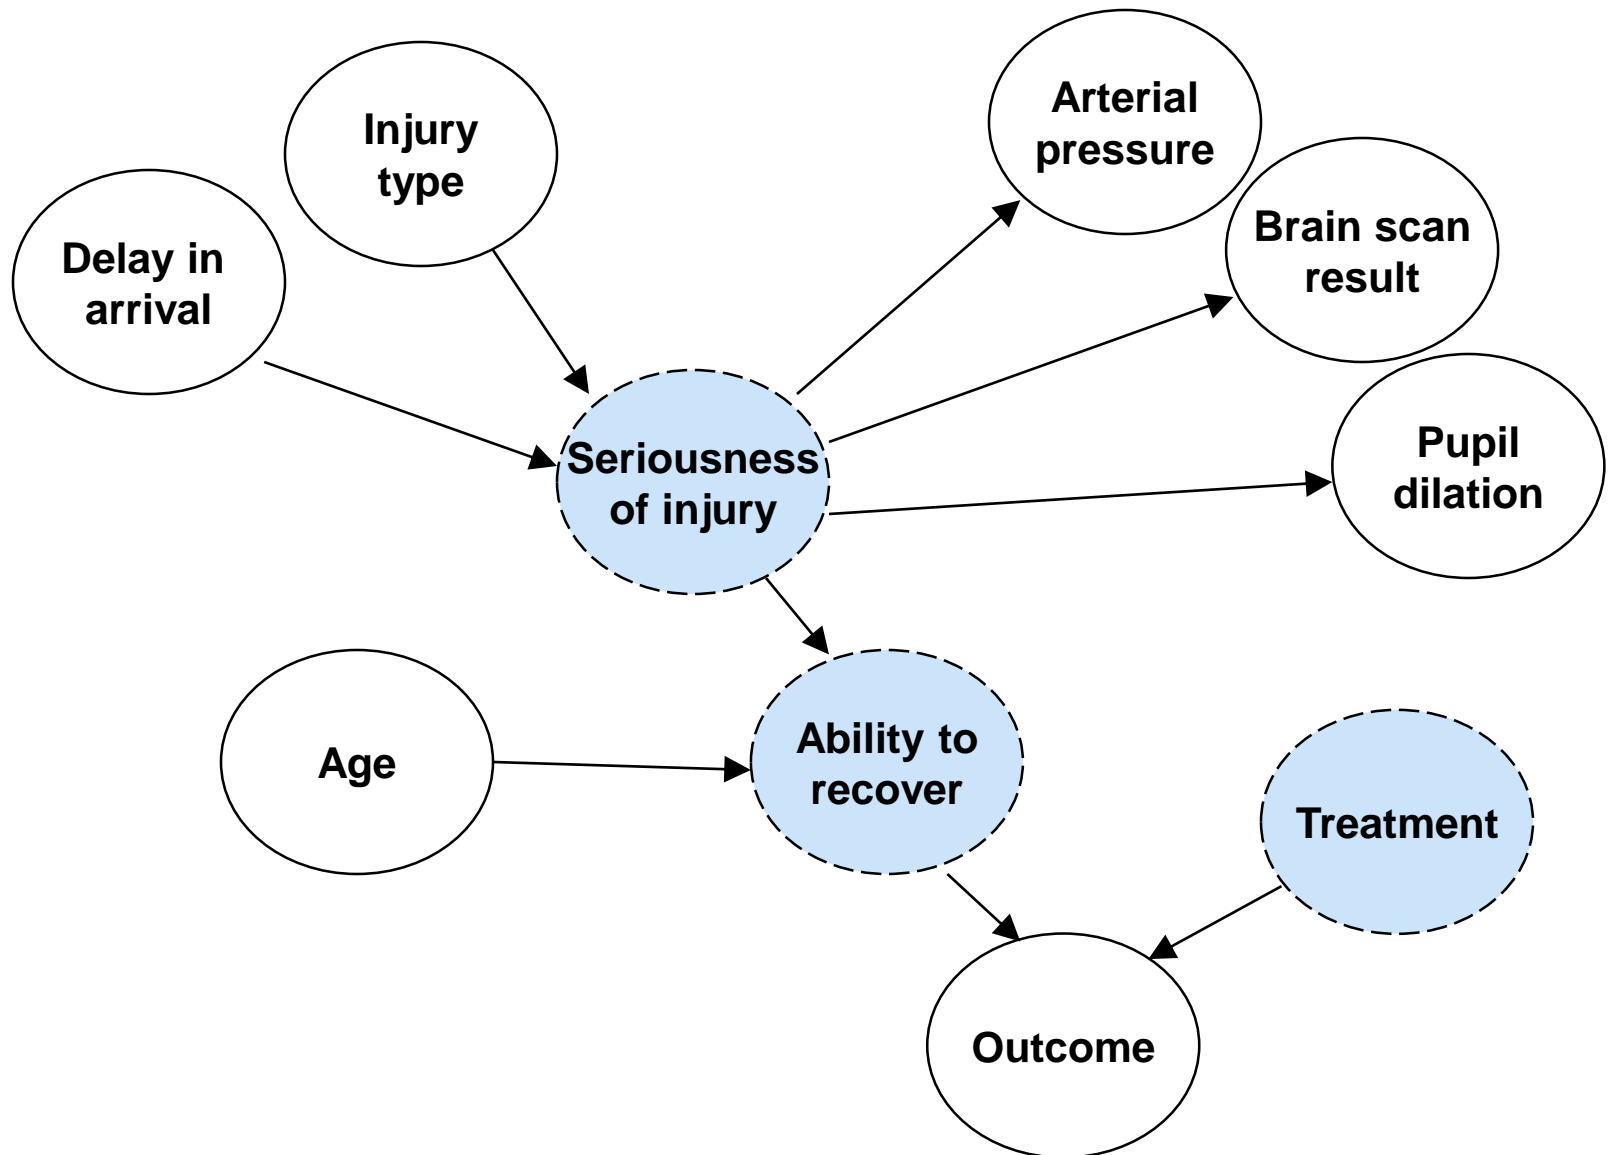 Injury
type
Arterial
pressure
Delay in
arrival
Brain scan
result
Seriousness
of injury
Pupil
dilation
Age
Ability to
recover
Treatment
Outcome